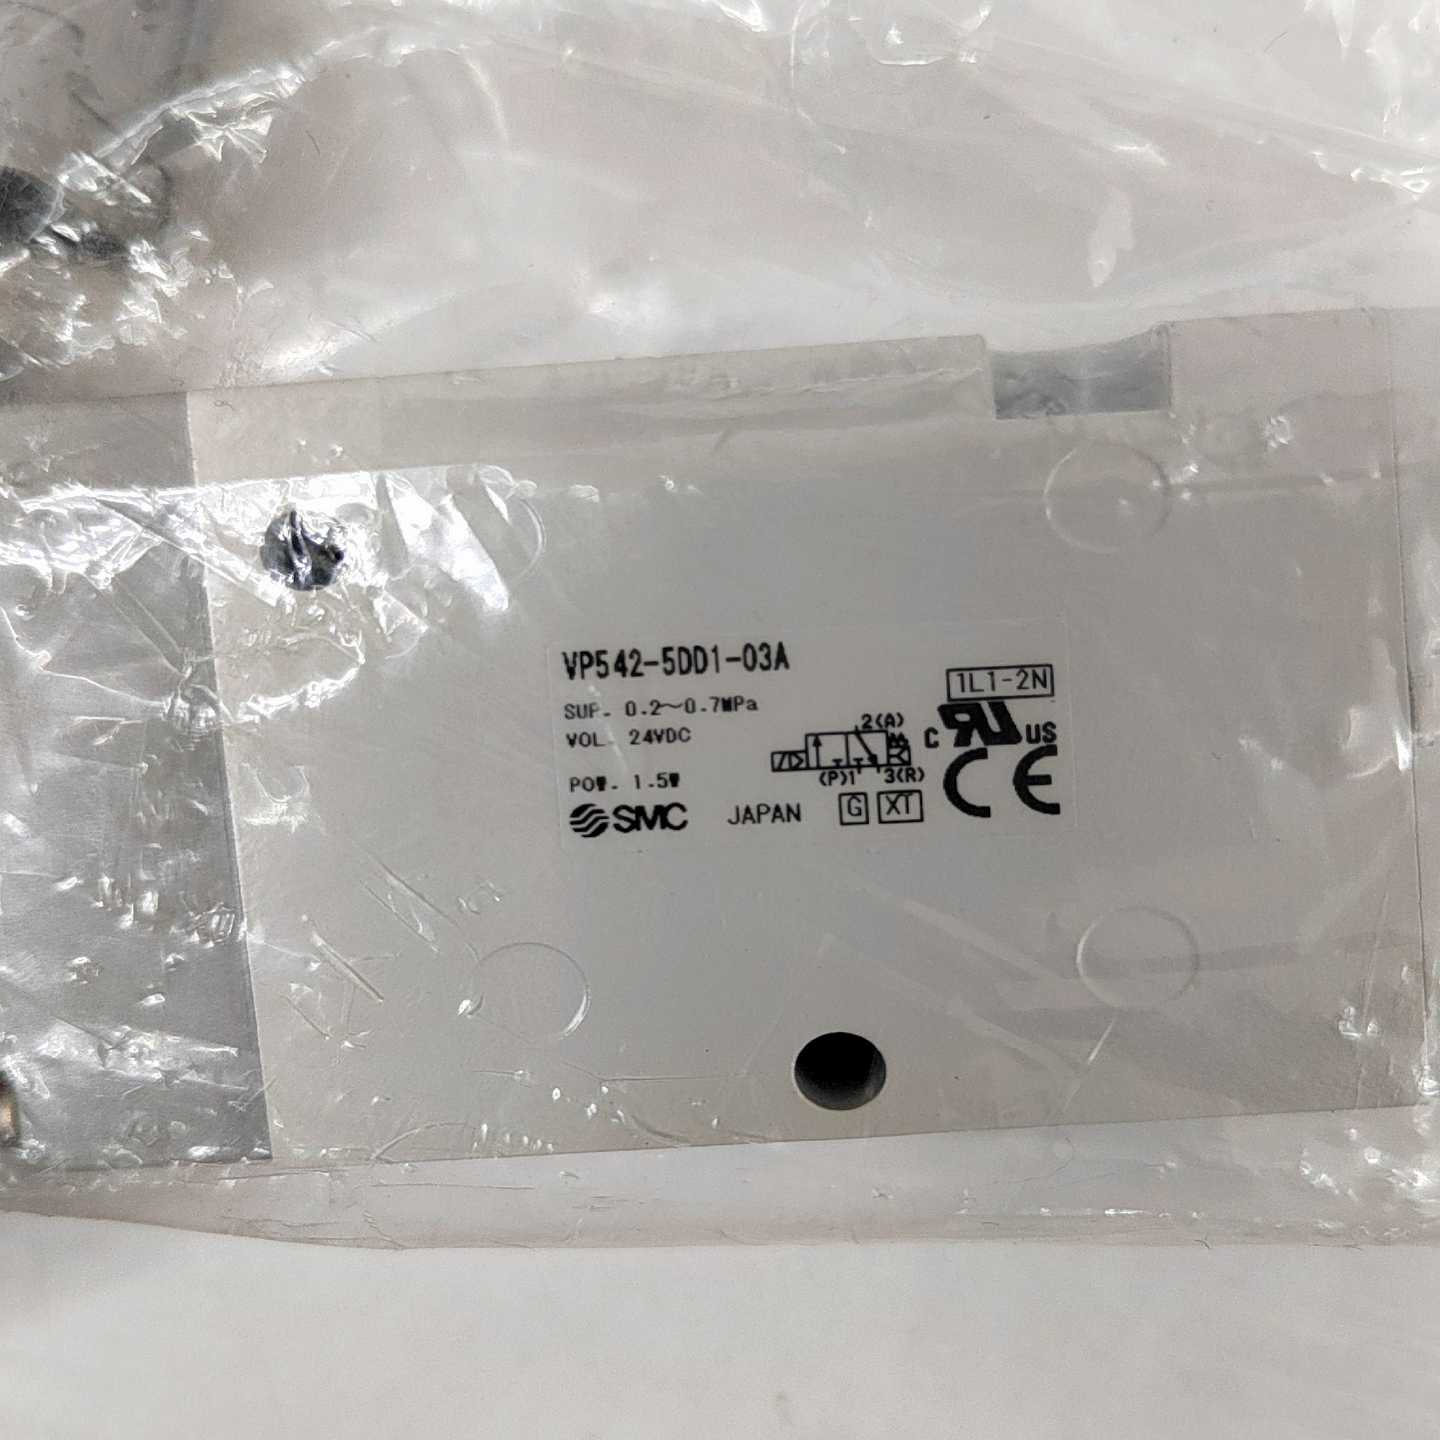 VP542-5DD1-03A
SUP. 0.2~0.7MPa
VOL. 24VDC
POW. 1.5W
SMC JAPAN G XT
1L1-2N
2(A)
(P)1 3(R)
C RU US
CE